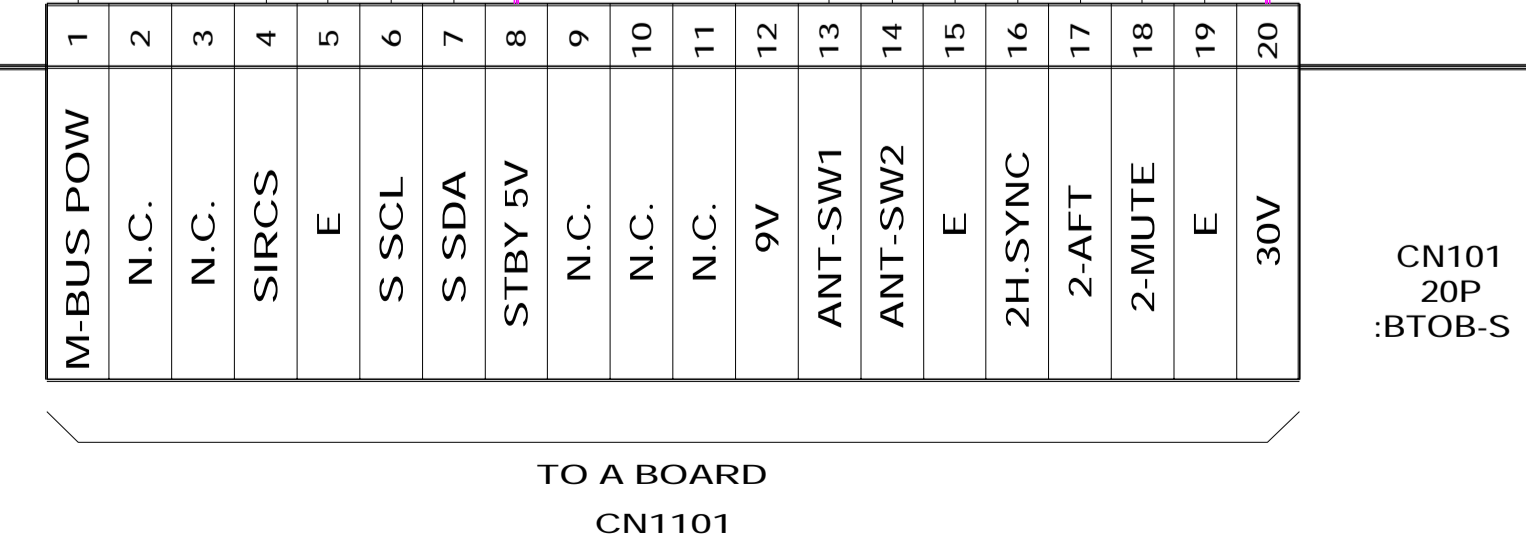 1 2 3 4 5 6 7 8 9 10 11 12 13 14 15 16 17 18 19 20
M-BUS POW
N.C.
N.C.
SIRCS
E
S SCL
S SDA
STBY 5V
N.C.
N.C.
N.C.
9V
ANT-SW1
ANT-SW2
E
2H.SYNC
2-AFT
2-MUTE
E
30V
CN101
20P
:BTOB-S
TO A BOARD
CN1101